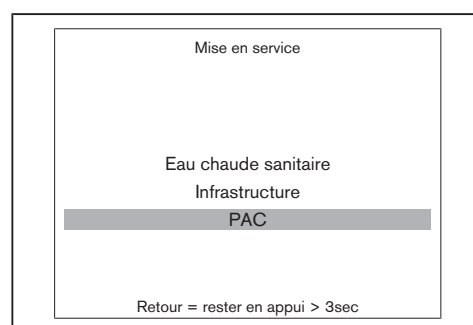 Mise en service
Eau chaude sanitaire
Infrastructure
PAC
Retour = rester en appui > 3sec